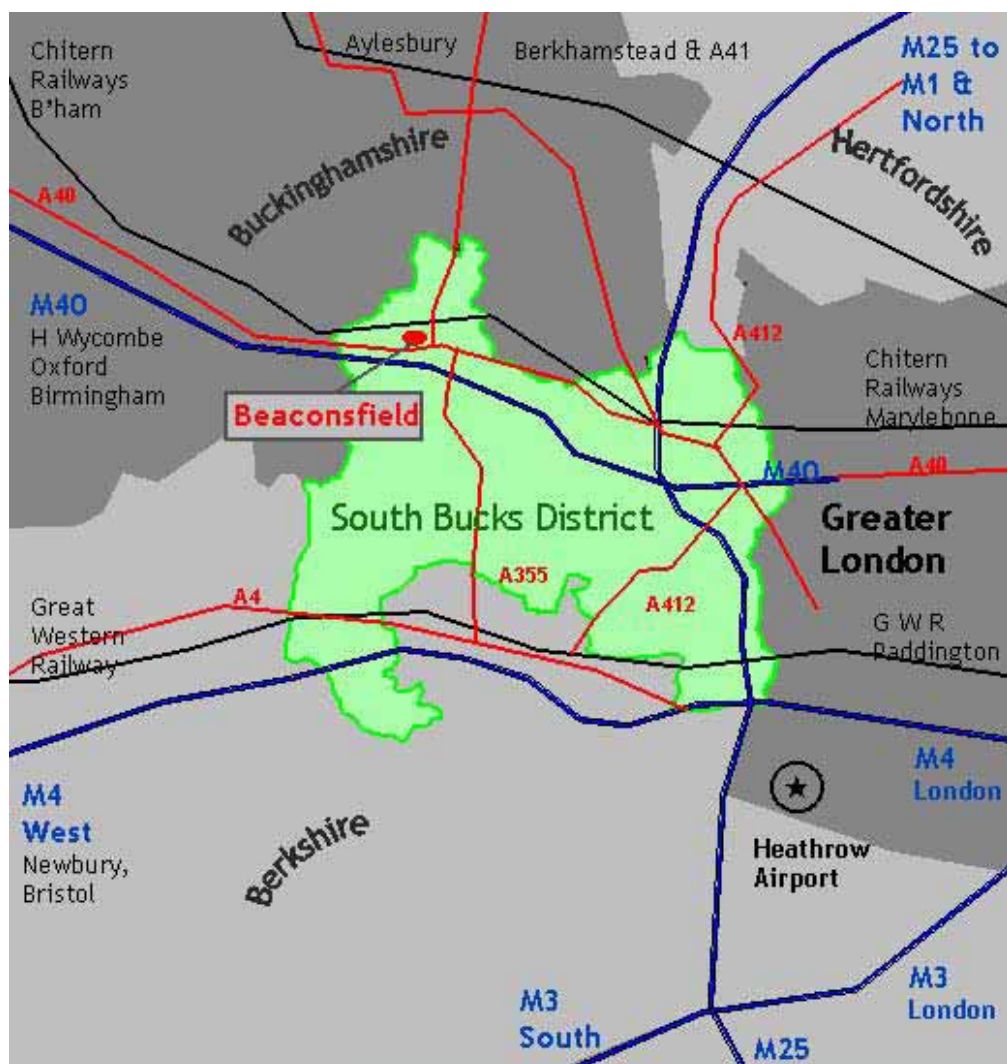 Chitern
Railways
B'ham
Aylesbury
Berkhamstead & A41
M25 to
M1 &
North
Buckinghamshire
Hertfordshire
A40
M40
H Wycombe
Oxford
Birmingham
A412
Chitern
Railways
Marylebone
Beaconsfield
M40
A40
South Bucks District
Greater
London
A355
A4
A412
Great
Western
Railway
G W R
Paddington
M4
West
Newbury,
Bristol
Berkshire
M4
London
Heathrow
Airport
M3
South
M25
M3
London